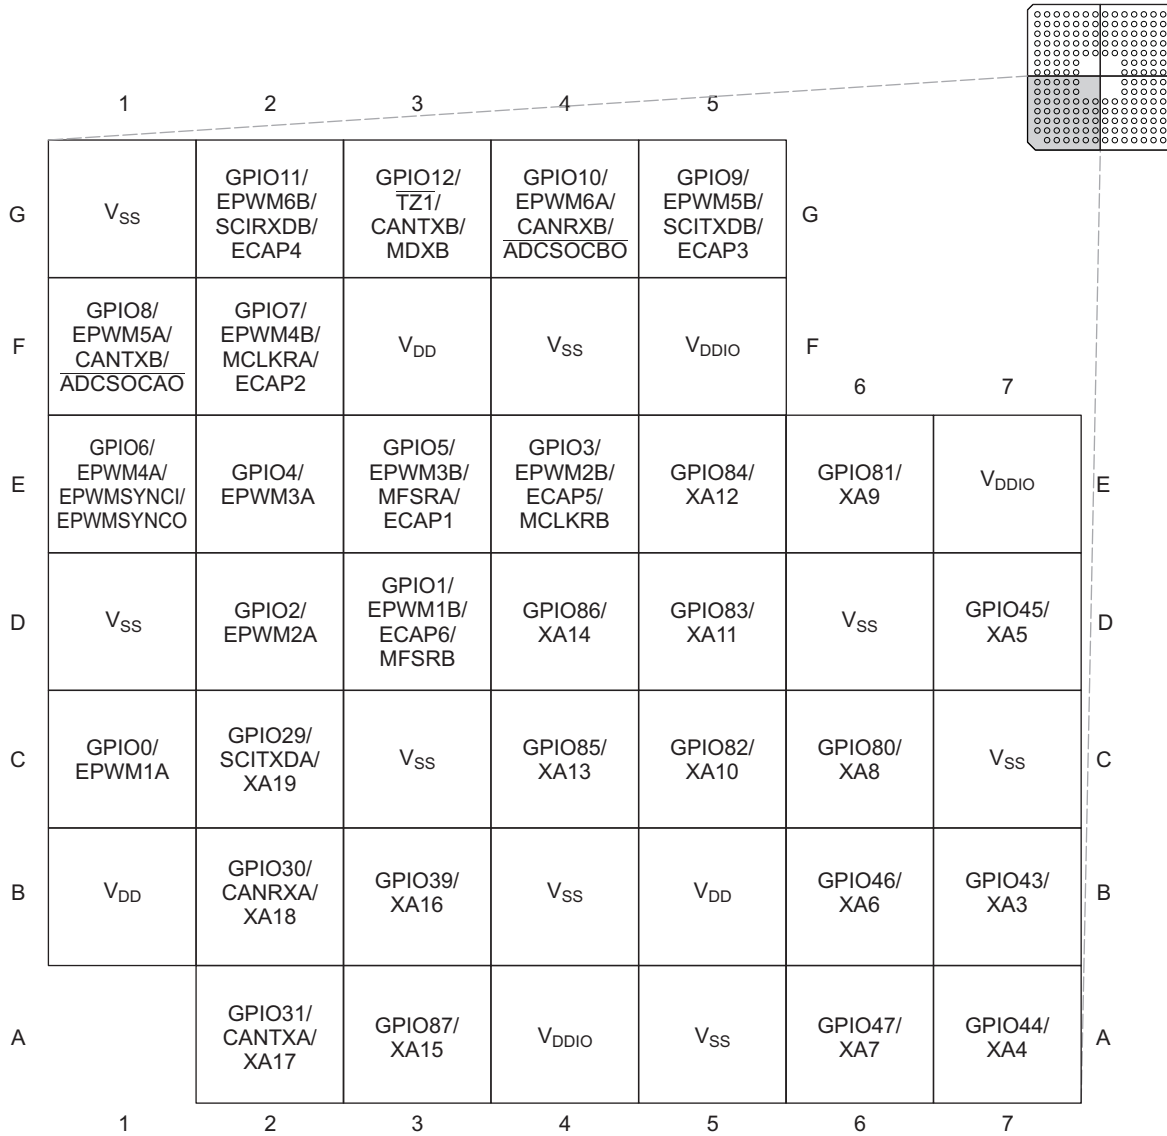 1 2 3 4 5
G
V_SS
GPIO11/
EPWM6B/
SCIRXDB/
ECAP4
GPIO12/
T̅Z̅1̅/
CANTXB/
MDXB
GPIO10/
EPWM6A/
CANRXB/
A̅D̅C̅S̅O̅C̅B̅O̅
GPIO9/
EPWM5B/
SCITXDB/
ECAP3
G
F
GPIO8/
EPWM5A/
CANTXB/
A̅D̅C̅S̅O̅C̅A̅O̅
GPIO7/
EPWM4B/
MCLKRA/
ECAP2
V_DD
V_SS
V_DDIO
F
6 7
E
GPIO6/
EPWM4A/
EPWMSYNCI/
EPWMSYNCO
GPIO4/
EPWM3A
GPIO5/
EPWM3B/
MFSRA/
ECAP1
GPIO3/
EPWM2B/
ECAP5/
MCLKRB
GPIO84/
XA12
GPIO81/
XA9
V_DDIO
E
D
V_SS
GPIO2/
EPWM2A
GPIO1/
EPWM1B/
ECAP6/
MFSRB
GPIO86/
XA14
GPIO83/
XA11
V_SS
GPIO45/
XA5
D
C
GPIO0/
EPWM1A
GPIO29/
SCITXDA/
XA19
V_SS
GPIO85/
XA13
GPIO82/
XA10
GPIO80/
XA8
V_SS
C
B
V_DD
GPIO30/
CANRXA/
XA18
GPIO39/
XA16
V_SS
V_DD
GPIO46/
XA6
GPIO43/
XA3
B
A
GPIO31/
CANTXA/
XA17
GPIO87/
XA15
V_DDIO
V_SS
GPIO47/
XA7
GPIO44/
XA4
A
1 2 3 4 5 6 7